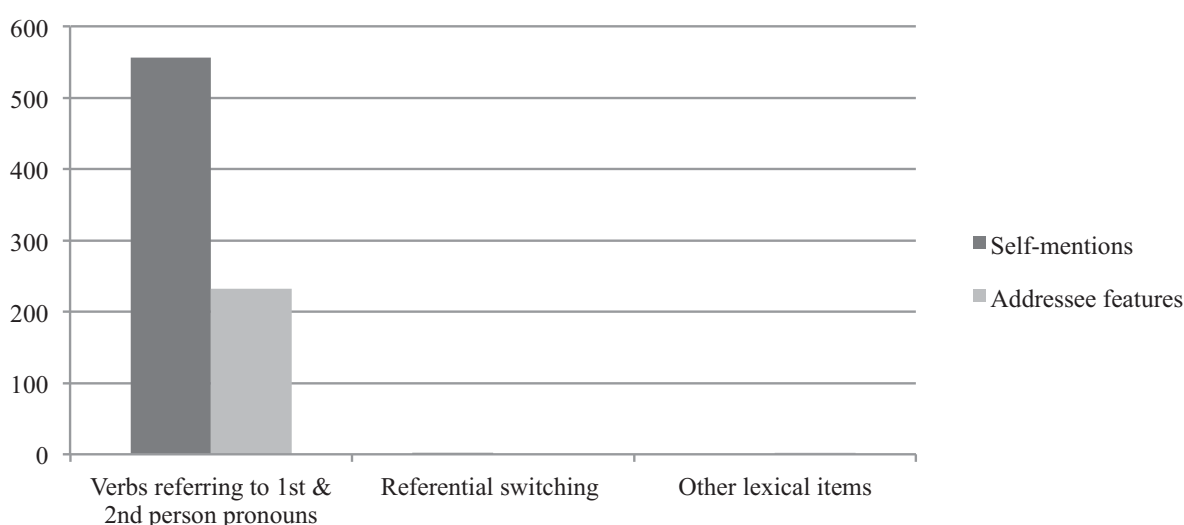 600
500
400
300
200
100
0
Verbs referring to 1st &
2nd person pronouns
Referential switching
Other lexical items
Self-mentions
Addressee features